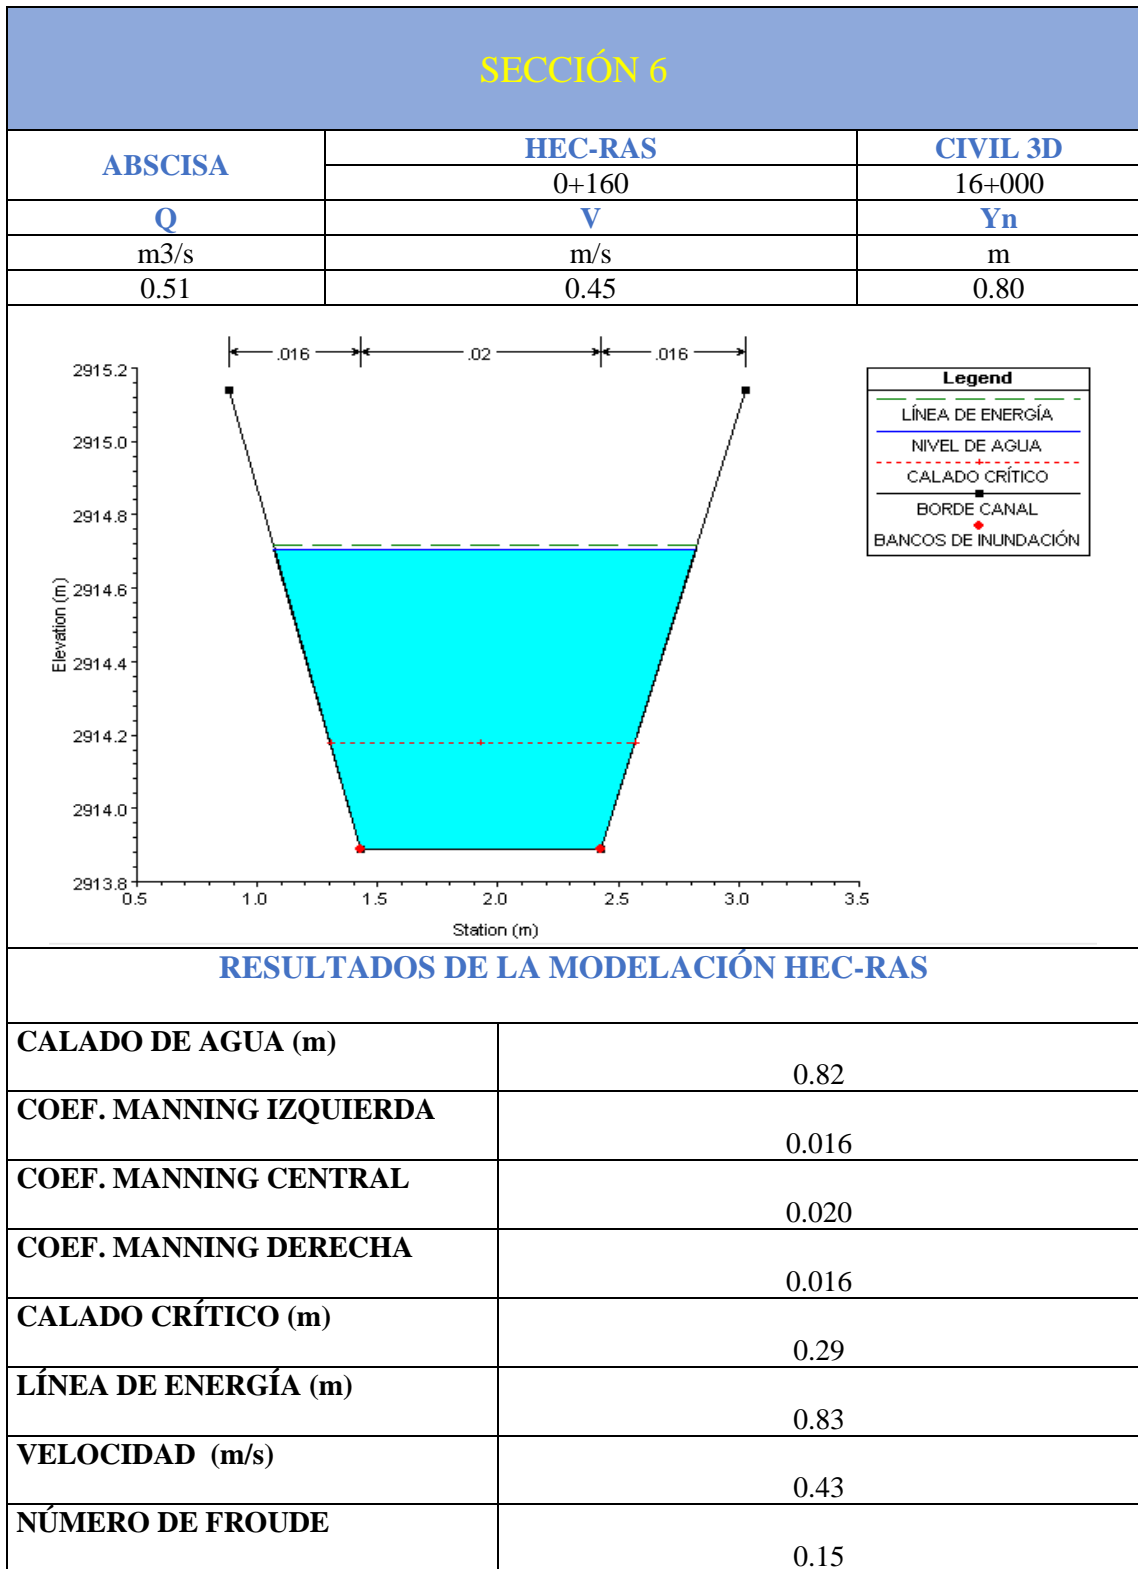 SECCIÓN 6
ABSCISA HEC-RAS CIVIL 3D
0+160 16+000
Q V Yn
m3/s m/s m
0.51 0.45 0.80
.016 .02 .016
2915.2
2915.0
2914.8
2914.6
2914.4
2914.2
2914.0
2913.8
Elevation (m)
0.5 1.0 1.5 2.0 2.5 3.0 3.5
Station (m)
Legend
LÍNEA DE ENERGÍA
NIVEL DE AGUA
CALADO CRÍTICO
BORDE CANAL
BANCOS DE INUNDACIÓN
RESULTADOS DE LA MODELACIÓN HEC-RAS
CALADO DE AGUA (m)
0.82
COEF. MANNING IZQUIERDA
0.016
COEF. MANNING CENTRAL
0.020
COEF. MANNING DERECHA
0.016
CALADO CRÍTICO (m)
0.29
LÍNEA DE ENERGÍA (m)
0.83
VELOCIDAD (m/s)
0.43
NÚMERO DE FROUDE
0.15